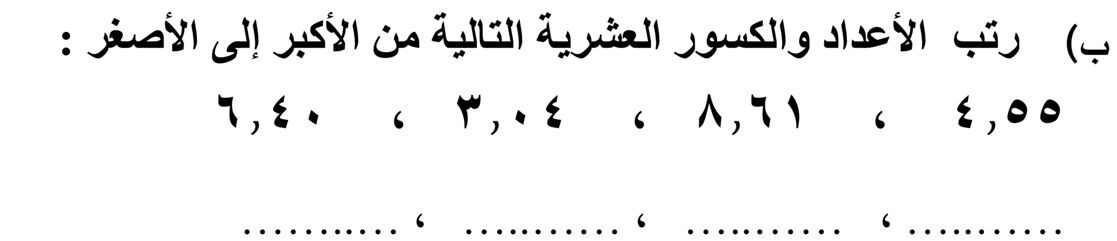 ب) رتب الأعداد والكسور العشرية التالية من الأكبر إلى الأصغر :
٤,٥٥ ، ٨,٦١ ، ٣,٠٤ ، ٦,٤٠
............ ، ............ ، ............ ، ............